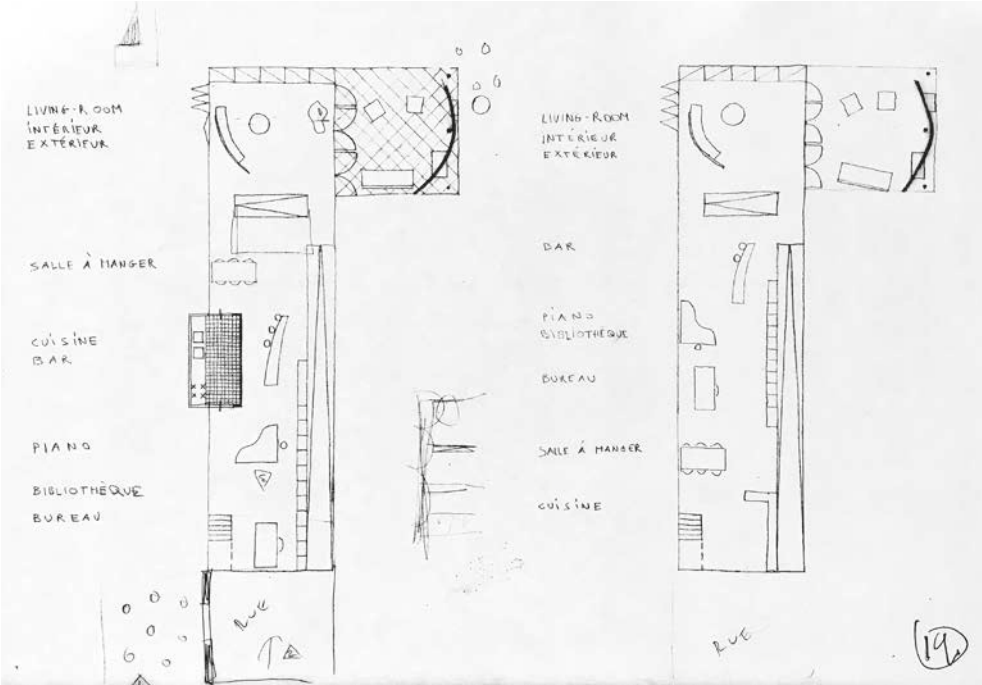 LIVING-ROOM
INTÉRIEUR
EXTÉRIEUR
SALLE À MANGER
CUISINE
BAR
PIANO
BIBLIOTHÈQUE
BUREAU
RUE
LIVING-ROOM
INTÉRIEUR
EXTÉRIEUR
BAR
PIANO
BIBLIOTHÈQUE
BUREAU
SALLE À MANGER
CUISINE
RUE
19